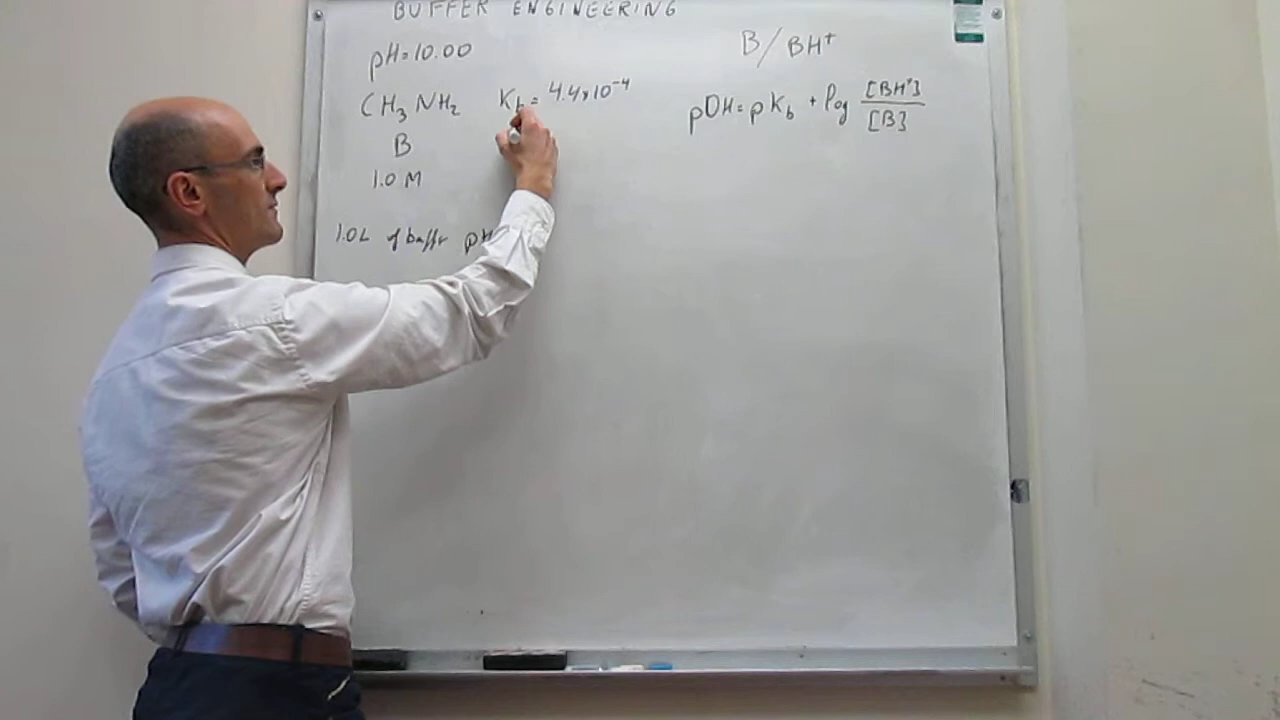 BUFFER ENGINEERING
pH=10.00
CH₃NH₂ Kb = 4.4×10⁻⁴
B
1.0 M
1.0L of buffer pH
B/BH⁺
pOH = pKb + log [BH⁺]
[B]